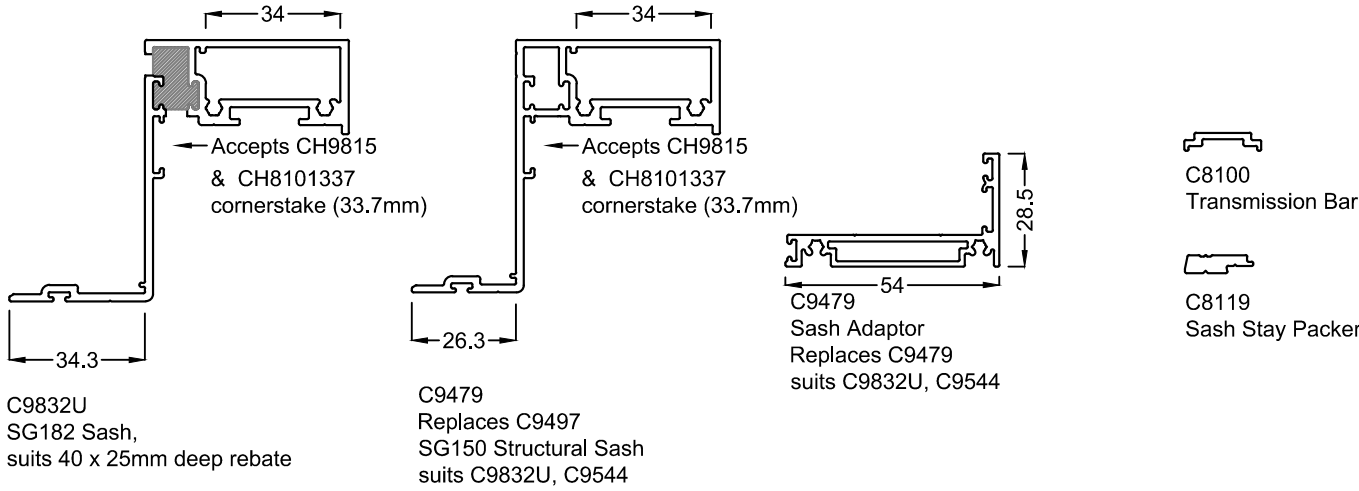 34
Accepts CH9815
& CH8101337
cornerstake (33.7mm)
34.3
C9832U
SG182 Sash,
suits 40 x 25mm deep rebate
34
Accepts CH9815
& CH8101337
cornerstake (33.7mm)
26.3
C9479
Replaces C9497
SG150 Structural Sash
suits C9832U, C9544
28.5
54
C9479
Sash Adaptor
Replaces C9479
suits C9832U, C9544
C8100
Transmission Bar
C8119
Sash Stay Packer